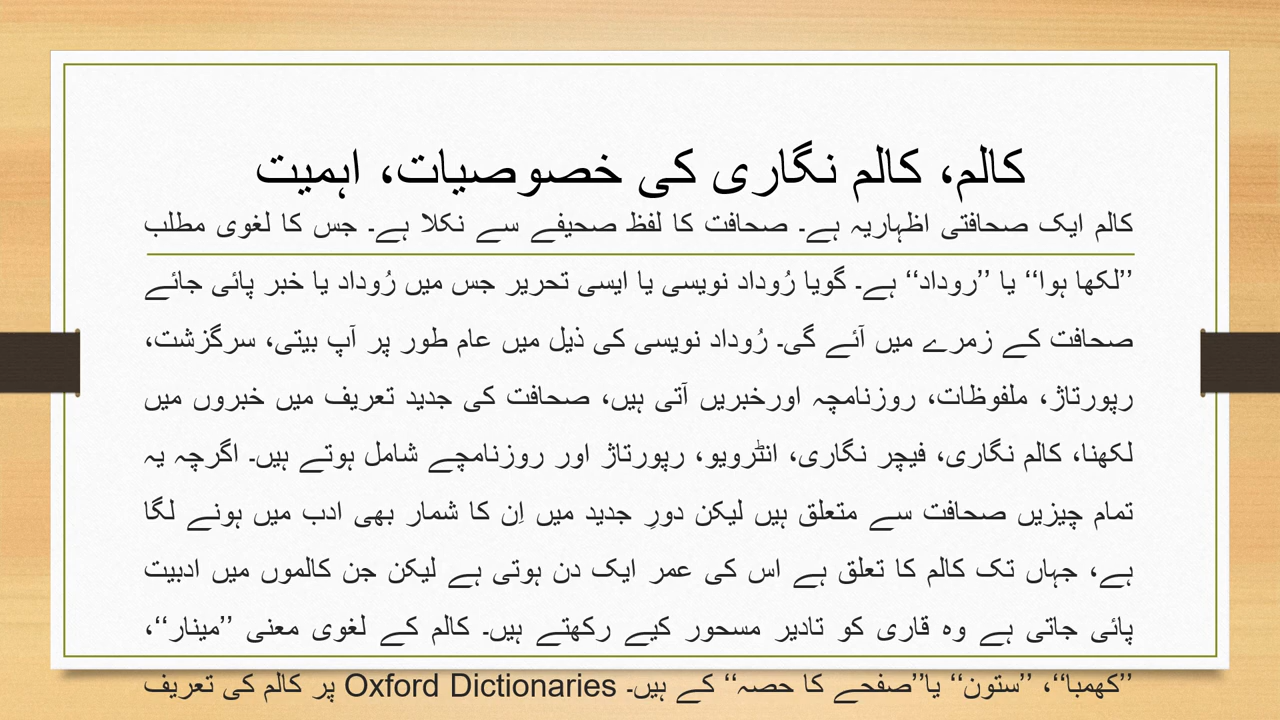 کالم، کالم نگاری کی خصوصیات، اہمیت
کالم ایک صحافتی اظہاریہ ہے۔ صحافت کا لفظ صحیفے سے نکلا ہے۔ جس کا لغوی مطلب
’’لکھا ہوا‘‘ یا ’’روداد‘‘ ہے۔ گویا رُوداد نویسی یا ایسی تحریر جس میں رُوداد یا خبر پائی جائے
صحافت کے زمرے میں آئے گی۔ رُوداد نویسی کی ذیل میں عام طور پر آپ بیتی، سرگزشت،
رپورتاژ، ملفوظات، روزنامچہ اورخبریں آتی ہیں، صحافت کی جدید تعریف میں خبروں میں
لکھنا، کالم نگاری، فیچر نگاری، انٹرویو، رپورتاژ اور روزنامچے شامل ہوتے ہیں۔ اگرچہ یہ
تمام چیزیں صحافت سے متعلق ہیں لیکن دورِ جدید میں اِن کا شمار بھی ادب میں ہونے لگا
ہے، جہاں تک کالم کا تعلق ہے اس کی عمر ایک دن ہوتی ہے لیکن جن کالموں میں ادبیت
پائی جاتی ہے وہ قاری کو تادیر مسحور کیے رکھتے ہیں۔ کالم کے لغوی معنی ’’مینار‘‘،
’’کھمبا‘‘، ’’ستون‘‘ یا’’صفحے کا حصہ‘‘ کے ہیں۔ Oxford Dictionaries پر کالم کی تعریف